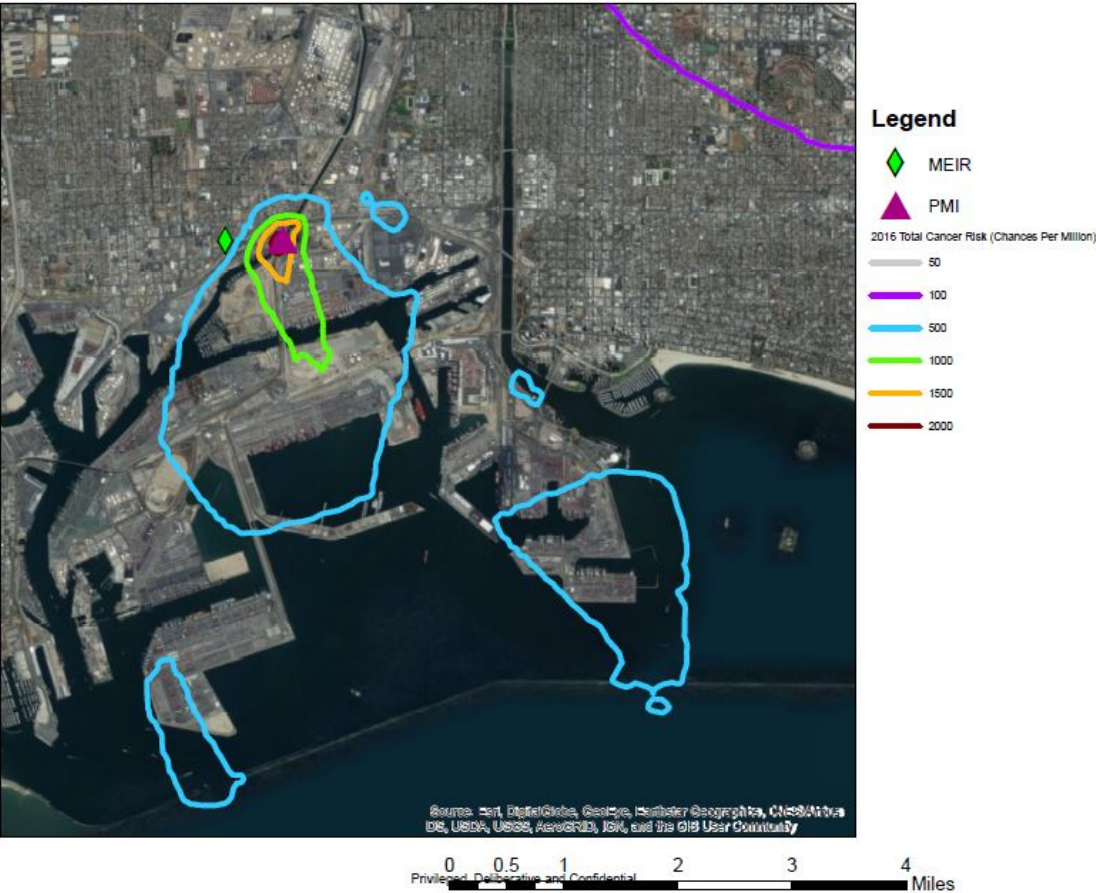 Legend
MEIR
PMI
2016 Total Cancer Risk (Chances Per Million)
50
100
500
1000
1500
2000
Source: Esri, DigitalGlobe, GeoEye, Earthstar Geographics, CNES/Airbus
DS, USDA, USGS, AeroGRID, IGN, and the GIS User Community
0 0.5 1 2 3 4
Privileged, Deliberative and Confidential
Miles